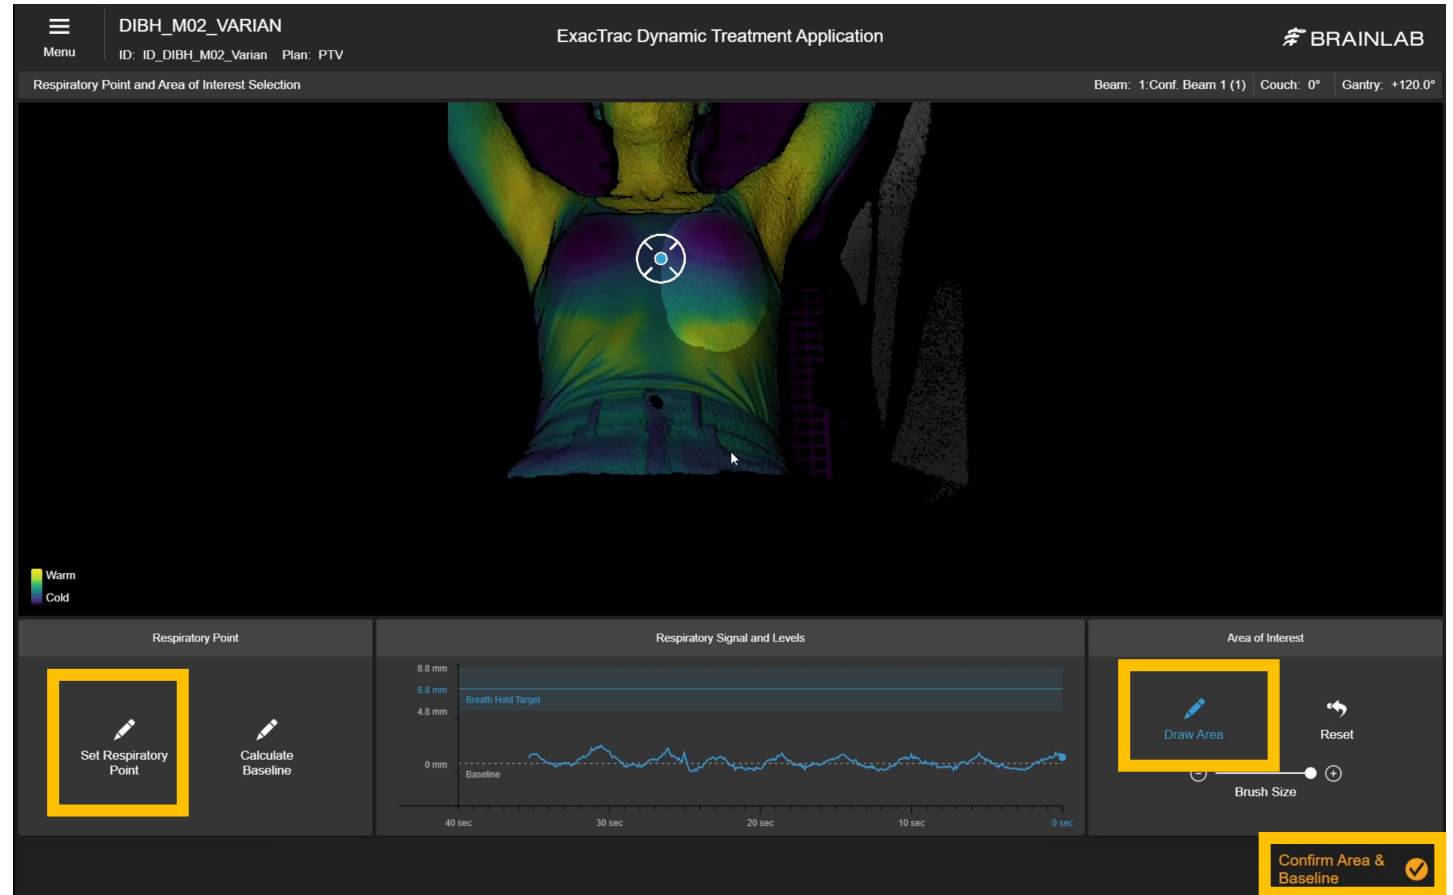 DIBH_M02_VARIAN
Menu
ID: ID_DIBH_M02_Varian Plan: PTV
ExacTrac Dynamic Treatment Application
BRAINLAB
Respiratory Point and Area of Interest Selection
Beam: 1:Conf. Beam 1 (1) Couch: 0° Gantry: +120.0°
Warm
Cold
Respiratory Point
Set Respiratory
Point
Calculate
Baseline
Respiratory Signal and Levels
8.8 mm
6.8 mm
Breath Hold Target
4.8 mm
0 mm
Baseline
40 sec
30 sec
20 sec
10 sec
0 sec
Area of Interest
Draw Area
Reset
Brush Size
Confirm Area &
Baseline